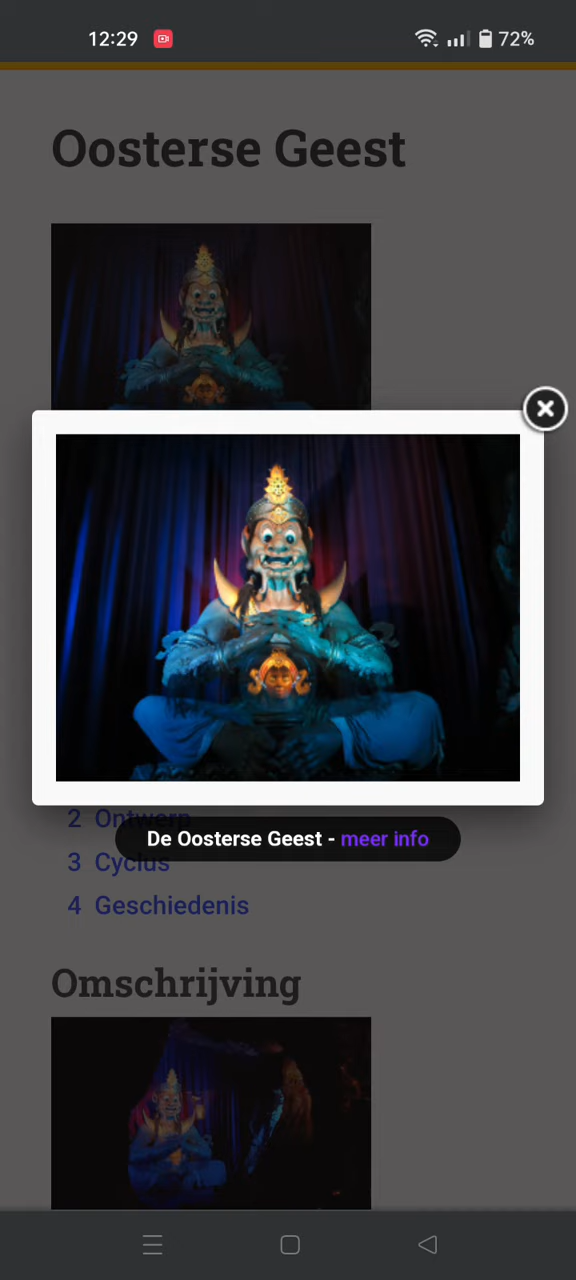 12:29 72%
Oosterse Geest
2 Ontwerp
De Oosterse Geest - meer info
3 Cyclus
4 Geschiedenis
Omschrijving